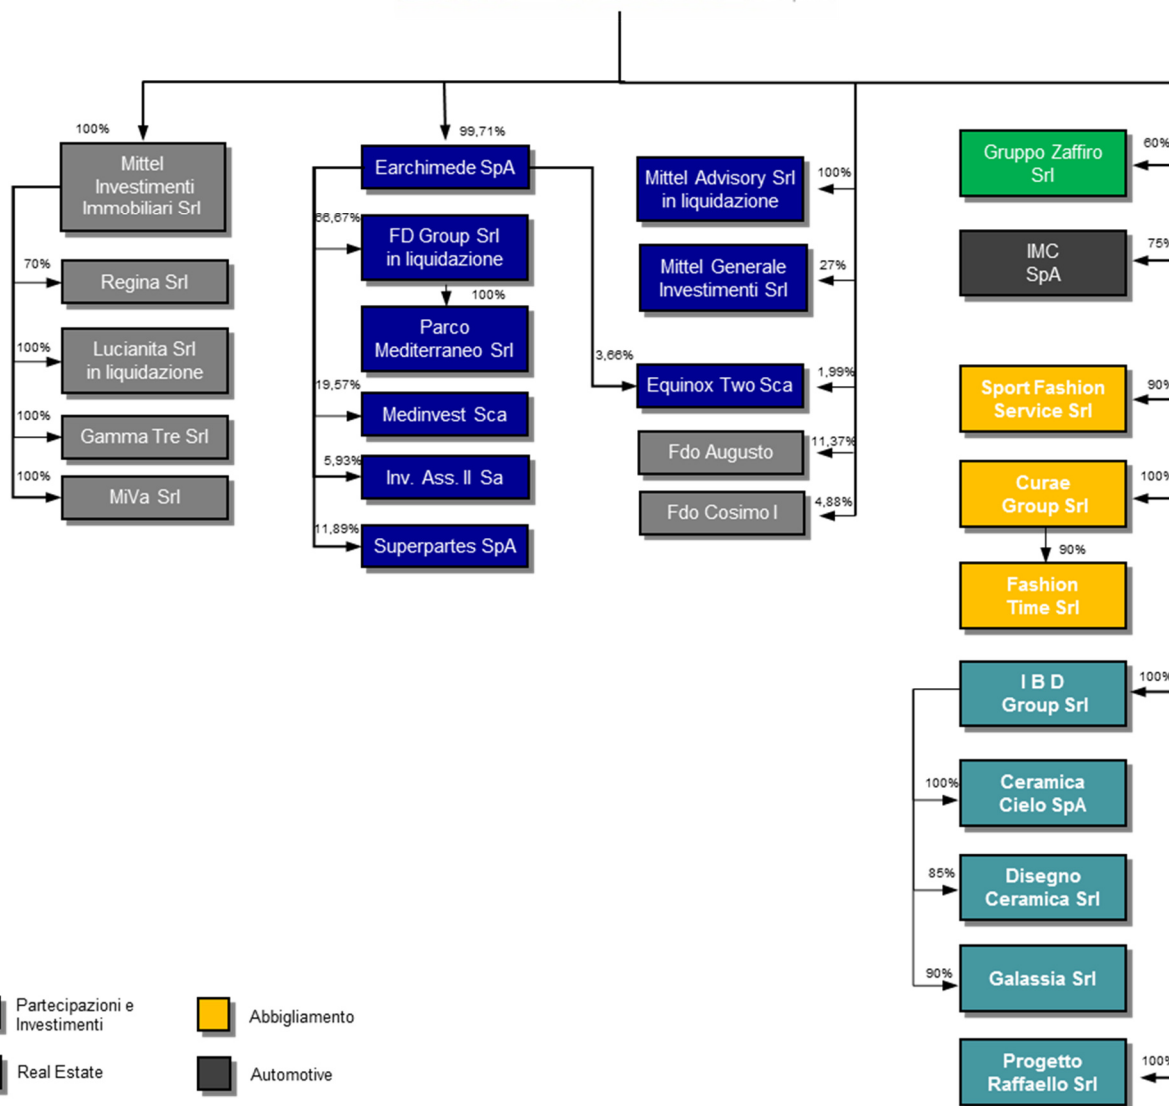 100%
Mittel
Investimenti
Immobiliari Srl
70%
Regina Srl
100%
Lucianita Srl
in liquidazione
100%
Gamma Tre Srl
100%
MiVa Srl
99,71%
Earchimede SpA
66,67%
FD Group Srl
in liquidazione
100%
Parco
Mediterraneo Srl
19,57%
Medinvest Sca
5,93%
Inv. Ass. II Sa
11,89%
Superpartes SpA
Mittel Advisory Srl
in liquidazione
100%
Mittel Generale
Investimenti Srl
27%
3,66%
Equinox Two Sca
1,99%
Fdo Augusto
11,37%
Fdo Cosimo I
4,88%
Gruppo Zaffiro
Srl
60%
IMC
SpA
75%
Sport Fashion
Service Srl
90%
Curae
Group Srl
100%
90%
Fashion
Time Srl
I B D
Group Srl
100%
100%
Ceramica
Cielo SpA
85%
Disegno
Ceramica Srl
90%
Galassia Srl
Progetto
Raffaello Srl
100%
Partecipazioni e
Investimenti
Abbigliamento
Real Estate
Automotive